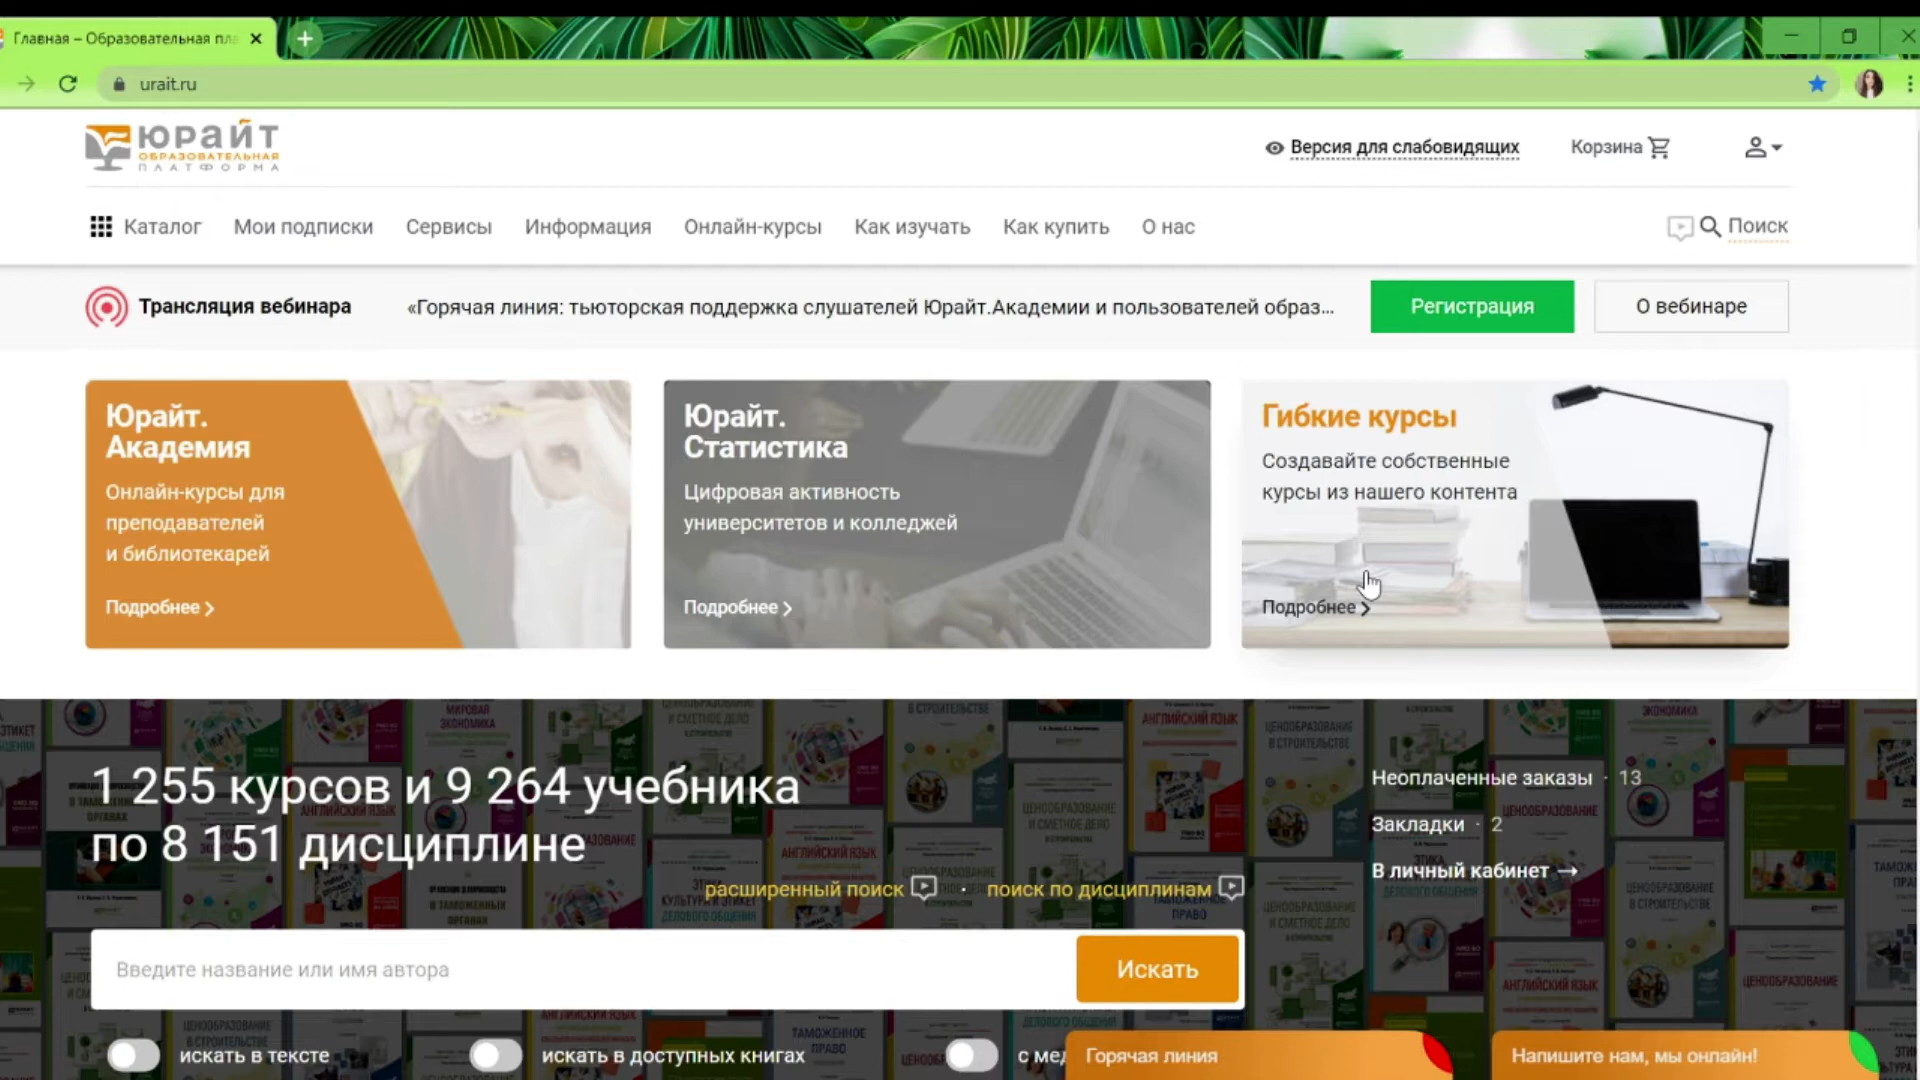 Главная – Образовательная пла
urait.ru
ЮРАЙТ
ОБРАЗОВАТЕЛЬНАЯ
ПЛАТФОРМА
Версия для слабовидящих
Корзина
Каталог
Мои подписки
Сервисы
Информация
Онлайн-курсы
Как изучать
Как купить
О нас
Поиск
Трансляция вебинара
«Горячая линия: тьюторская поддержка слушателей Юрайт.Академии и пользователей образ...
Регистрация
О вебинаре
Юрайт.
Академия
Онлайн-курсы для
преподавателей
и библиотекарей
Подробнее
Юрайт.
Статистика
Цифровая активность
университетов и колледжей
Подробнее
Гибкие курсы
Создавайте собственные
курсы из нашего контента
Подробнее
1 255 курсов и 9 264 учебника
по 8 151 дисциплине
Неоплаченные заказы · 13
Закладки · 2
В личный кабинет →
расширенный поиск · поиск по дисциплинам
Введите название или имя автора
Искать
искать в тексте
искать в доступных книгах
с мед
Горячая линия
Напишите нам, мы онлайн!